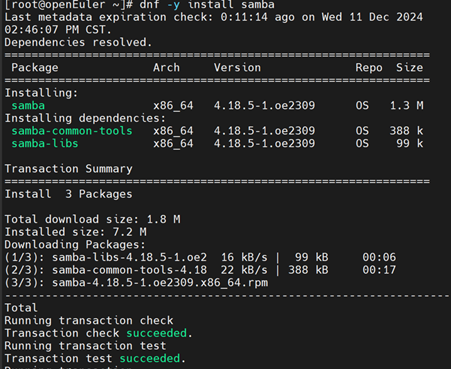 [root@openEuler ~]# dnf -y install samba
Last metadata expiration check: 0:11:14 ago on Wed 11 Dec 2024
02:46:07 PM CST.
Dependencies resolved.
================================================================
Package Arch Version Repo Size
================================================================
Installing:
samba x86_64 4.18.5-1.oe2309 OS 1.3 M
Installing dependencies:
samba-common-tools x86_64 4.18.5-1.oe2309 OS 388 k
samba-libs x86_64 4.18.5-1.oe2309 OS 99 k
Transaction Summary
================================================================
Install 3 Packages
Total download size: 1.8 M
Installed size: 7.2 M
Downloading Packages:
(1/3): samba-libs-4.18.5-1.oe2 16 kB/s | 99 kB 00:06
(2/3): samba-common-tools-4.18 22 kB/s | 388 kB 00:17
(3/3): samba-4.18.5-1.oe2309.x86_64.rpm
----------------------------------------------------------------
Total
Running transaction check
Transaction check succeeded.
Running transaction test
Transaction test succeeded.